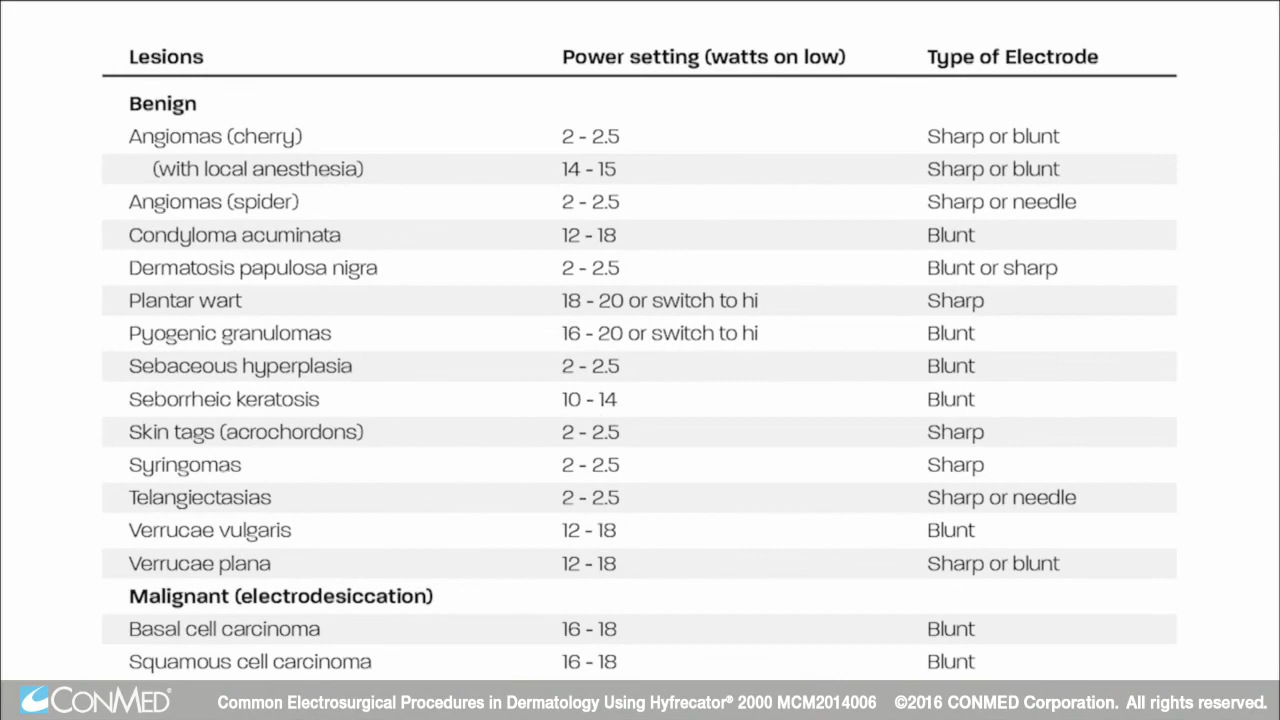 Lesions Power setting (watts on low) Type of Electrode
Benign
Angiomas (cherry) 2 - 2.5 Sharp or blunt
(with local anesthesia) 14 - 15 Sharp or blunt
Angiomas (spider) 2 - 2.5 Sharp or needle
Condyloma acuminata 12 - 18 Blunt
Dermatosis papulosa nigra 2 - 2.5 Blunt or sharp
Plantar wart 18 - 20 or switch to hi Sharp
Pyogenic granulomas 16 - 20 or switch to hi Blunt
Sebaceous hyperplasia 2 - 2.5 Blunt
Seborrheic keratosis 10 - 14 Blunt
Skin tags (acrochordons) 2 - 2.5 Sharp
Syringomas 2 - 2.5 Sharp
Telangiectasias 2 - 2.5 Sharp or needle
Verrucae vulgaris 12 - 18 Blunt
Verrucae plana 12 - 18 Sharp or blunt
Malignant (electrodesiccation)
Basal cell carcinoma 16 - 18 Blunt
Squamous cell carcinoma 16 - 18 Blunt
CONMED® Common Electrosurgical Procedures in Dermatology Using Hyfrecator® 2000 MCM2014006 ©2016 CONMED Corporation. All rights reserved.